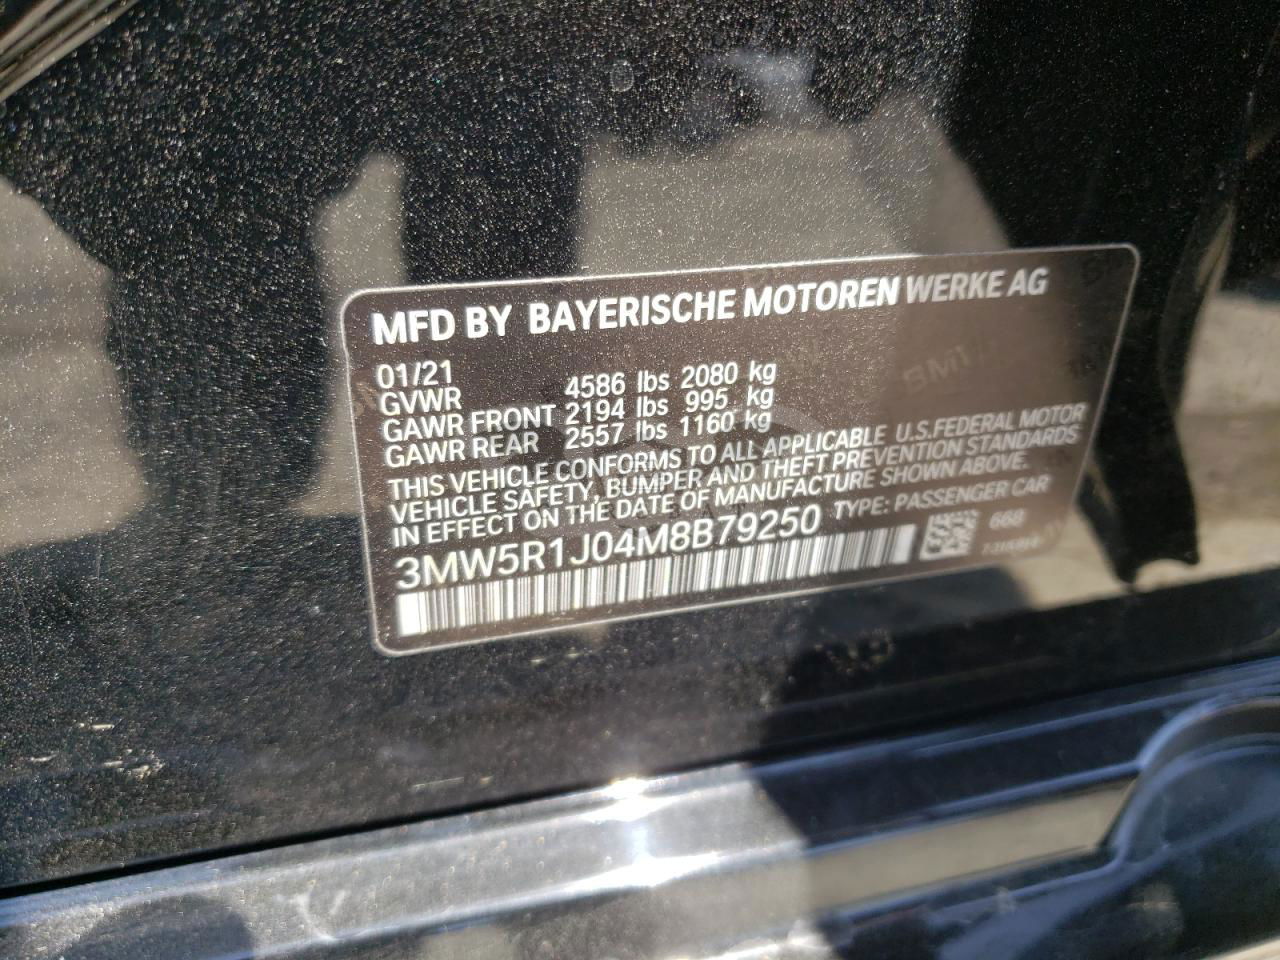 MFD BY BAYERISCHE MOTOREN WERKE AG
01/21
GVWR 4586 lbs 2080 kg
GAWR FRONT 2194 lbs 995 kg
GAWR REAR 2557 lbs 1160 kg
THIS VEHICLE CONFORMS TO ALL APPLICABLE U.S.FEDERAL MOTOR
VEHICLE SAFETY, BUMPER AND THEFT PREVENTION STANDARDS
IN EFFECT ON THE DATE OF MANUFACTURE SHOWN ABOVE.
3MW5R1J04M8B79250 TYPE: PASSENGER CAR
668